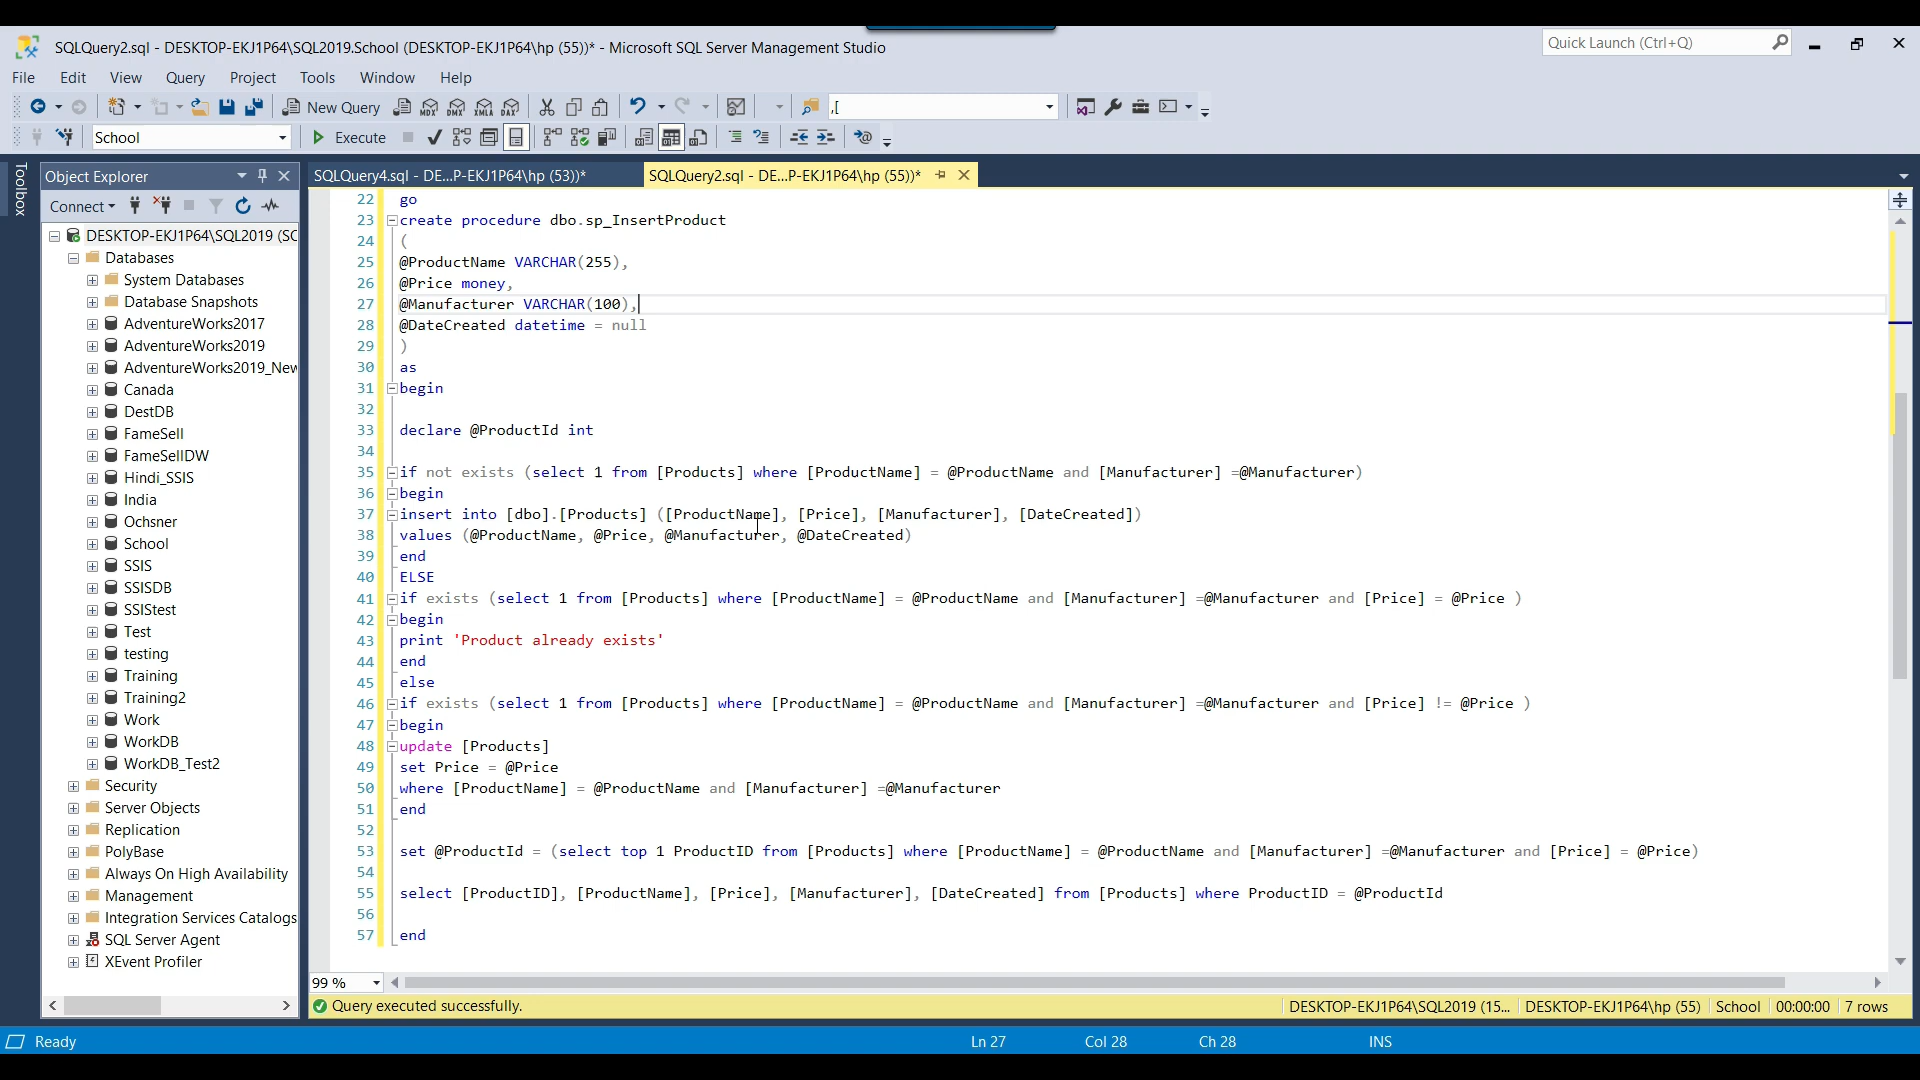 SQLQuery2.sql - DESKTOP-EKJ1P64\SQL2019.School (DESKTOP-EKJ1P64\hp (55))* - Microsoft SQL Server Management Studio
Quick Launch (Ctrl+Q)
File Edit View Query Project Tools Window Help
New Query
MDX DMX XMLA DAX
,[
School
Execute
Toolbox
Object Explorer
SQLQuery4.sql - DE...P-EKJ1P64\hp (53))*
SQLQuery2.sql - DE...P-EKJ1P64\hp (55))*
Connect
DESKTOP-EKJ1P64\SQL2019 (SC
Databases
System Databases
Database Snapshots
AdventureWorks2017
AdventureWorks2019
AdventureWorks2019_New
Canada
DestDB
FameSell
FameSellDW
Hindi_SSIS
India
Ochsner
School
SSIS
SSISDB
SSIStest
Test
testing
Training
Training2
Work
WorkDB
WorkDB_Test2
Security
Server Objects
Replication
PolyBase
Always On High Availability
Management
Integration Services Catalogs
SQL Server Agent
XEvent Profiler
22 go
23 create procedure dbo.sp_InsertProduct
24 (
25 @ProductName VARCHAR(255),
26 @Price money,
27 @Manufacturer VARCHAR(100),
28 @DateCreated datetime = null
29 )
30 as
31 begin
32
33 declare @ProductId int
34
35 if not exists (select 1 from [Products] where [ProductName] = @ProductName and [Manufacturer] =@Manufacturer)
36 begin
37 insert into [dbo].[Products] ([ProductName], [Price], [Manufacturer], [DateCreated])
38 values (@ProductName, @Price, @Manufacturer, @DateCreated)
39 end
40 ELSE
41 if exists (select 1 from [Products] where [ProductName] = @ProductName and [Manufacturer] =@Manufacturer and [Price] = @Price )
42 begin
43 print 'Product already exists'
44 end
45 else
46 if exists (select 1 from [Products] where [ProductName] = @ProductName and [Manufacturer] =@Manufacturer and [Price] != @Price )
47 begin
48 update [Products]
49 set Price = @Price
50 where [ProductName] = @ProductName and [Manufacturer] =@Manufacturer
51 end
52
53 set @ProductId = (select top 1 ProductID from [Products] where [ProductName] = @ProductName and [Manufacturer] =@Manufacturer and [Price] = @Price)
54
55 select [ProductID], [ProductName], [Price], [Manufacturer], [DateCreated] from [Products] where ProductID = @ProductId
56
57 end
99 %
Query executed successfully.
DESKTOP-EKJ1P64\SQL2019 (15... DESKTOP-EKJ1P64\hp (55) School 00:00:00 7 rows
Ready Ln 27 Col 28 Ch 28 INS